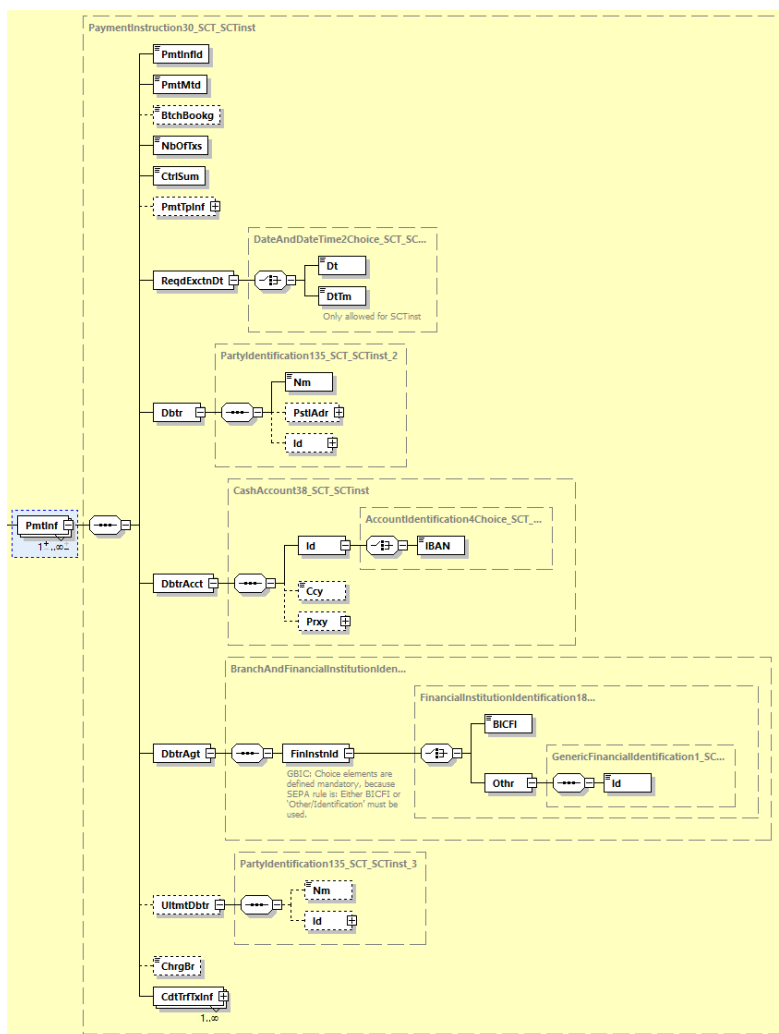 PaymentInstruction30_SCT_SCTinst
PmtInfId
PmtMtd
BtchBookg
NbOfTxs
CtrlSum
PmtTpInf
DateAndDateTime2Choice_SCT_SC...
ReqdExctnDt
Dt
DtTm
Only allowed for SCTinst
PartyIdentification135_SCT_SCTinst_2
Dbtr
Nm
PstlAdr
Id
PmtInf
1..∞
CashAccount38_SCT_SCTinst
AccountIdentification4Choice_SCT_...
DbtrAcct
Id
IBAN
Ccy
Prxy
BranchAndFinancialInstitutionIden...
FinancialInstitutionIdentification18...
DbtrAgt
FinInstnId
GBIC: Choice elements are
defined mandatory, because
SEPA rule is: Either BICFI or
'Other/Identification' must be
used.
BICFI
GenericFinancialIdentification1_SC...
Othr
Id
PartyIdentification135_SCT_SCTinst_3
UltmtDbtr
Nm
Id
ChrgBr
CdtTrfTxInf
1..∞